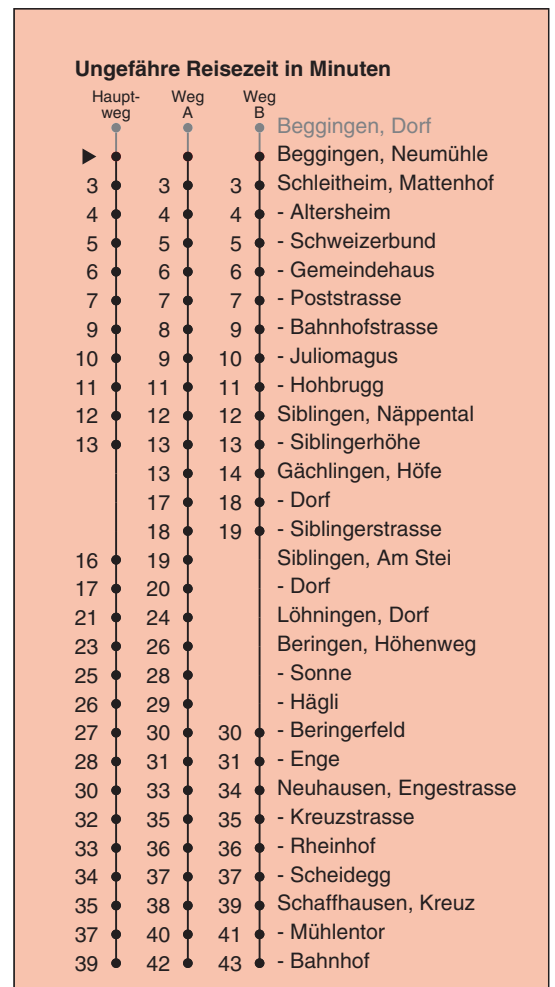 Ungefähre Reisezeit in Minuten
Haupt- Weg Weg
weg A B
Beggingen, Dorf
Beggingen, Neumühle
3 3 3 Schleitheim, Mattenhof
4 4 4 - Altersheim
5 5 5 - Schweizerbund
6 6 6 - Gemeindehaus
7 7 7 - Poststrasse
9 8 9 - Bahnhofstrasse
10 9 10 - Juliomagus
11 11 11 - Hohbrugg
12 12 12 Siblingen, Näppental
13 13 13 - Siblingerhöhe
13 14 Gächlingen, Höfe
17 18 - Dorf
18 19 - Siblingerstrasse
16 19 Siblingen, Am Stei
17 20 - Dorf
21 24 Löhningen, Dorf
23 26 Beringen, Höhenweg
25 28 - Sonne
26 29 - Hägli
27 30 30 - Beringerfeld
28 31 31 - Enge
30 33 34 Neuhausen, Engestrasse
32 35 35 - Kreuzstrasse
33 36 36 - Rheinhof
34 37 37 - Scheidegg
35 38 39 Schaffhausen, Kreuz
37 40 41 - Mühlentor
39 42 43 - Bahnhof